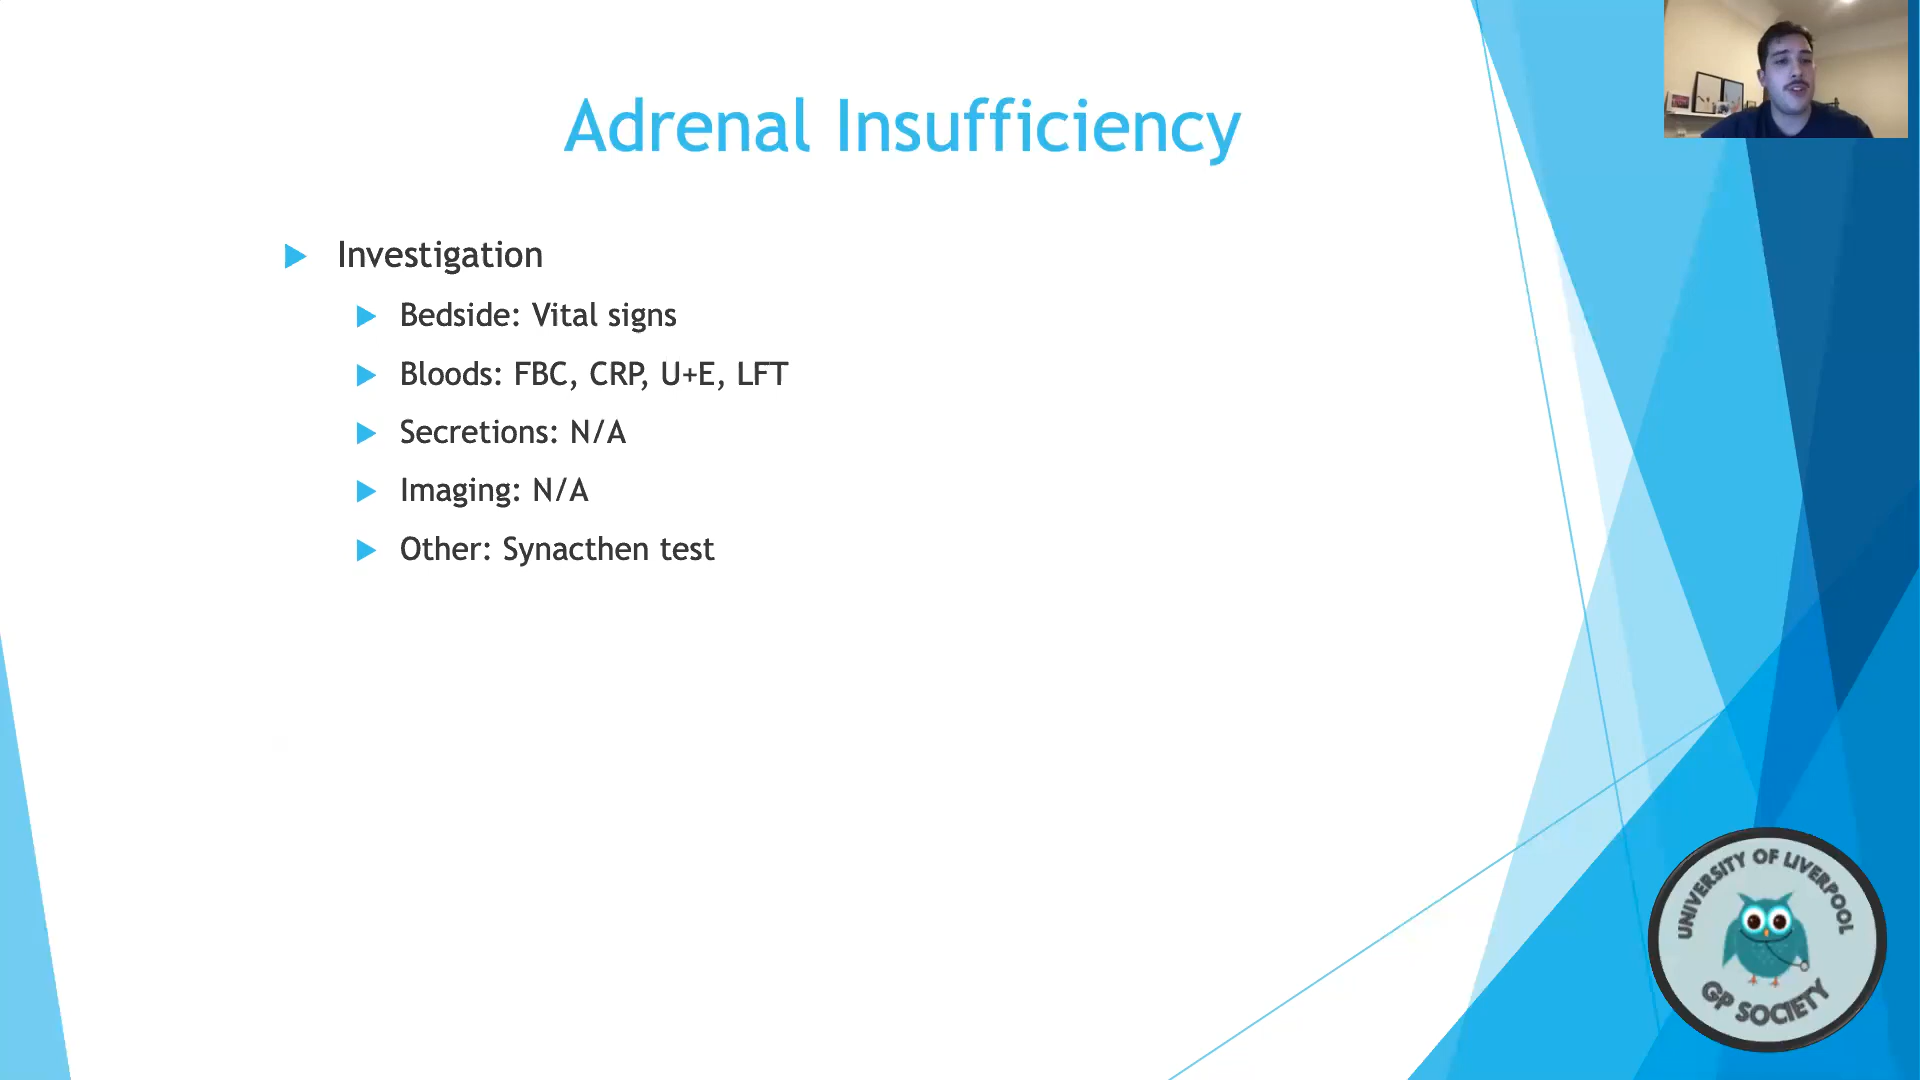 Adrenal Insufficiency
Investigation
Bedside: Vital signs
Bloods: FBC, CRP, U+E, LFT
Secretions: N/A
Imaging: N/A
Other: Synacthen test
UNIVERSITY OF LIVERPOOL
GP SOCIETY